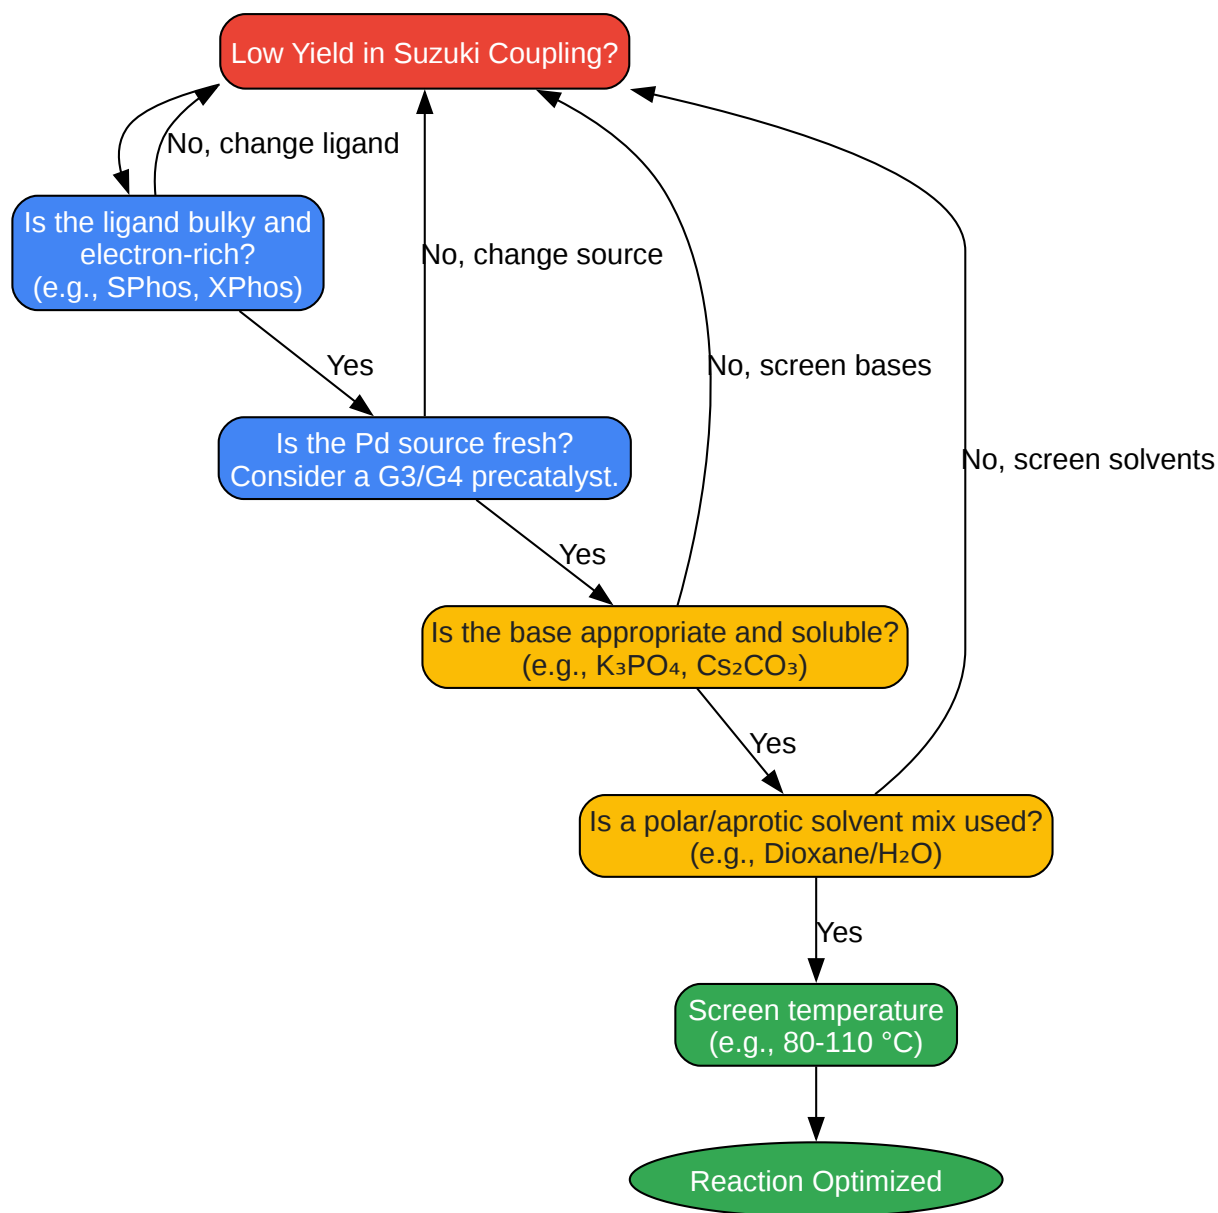 Low Yield in Suzuki Coupling?
No, change ligand
Is the ligand bulky and
electron-rich?
(e.g., SPhos, XPhos)
No, change source
Yes
No, screen bases
Is the Pd source fresh?
Consider a G3/G4 precatalyst.
No, screen solvents
Yes
Is the base appropriate and soluble?
(e.g., K₃PO₄, Cs₂CO₃)
Yes
Is a polar/aprotic solvent mix used?
(e.g., Dioxane/H₂O)
Yes
Screen temperature
(e.g., 80-110 °C)
Reaction Optimized